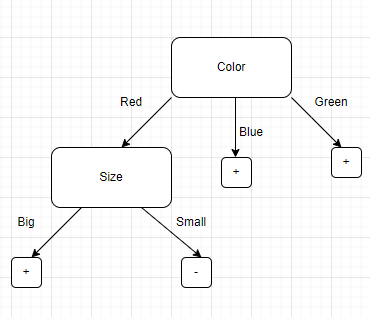 Color
Red
Blue
Green
+
+
Size
Big
Small
+
-